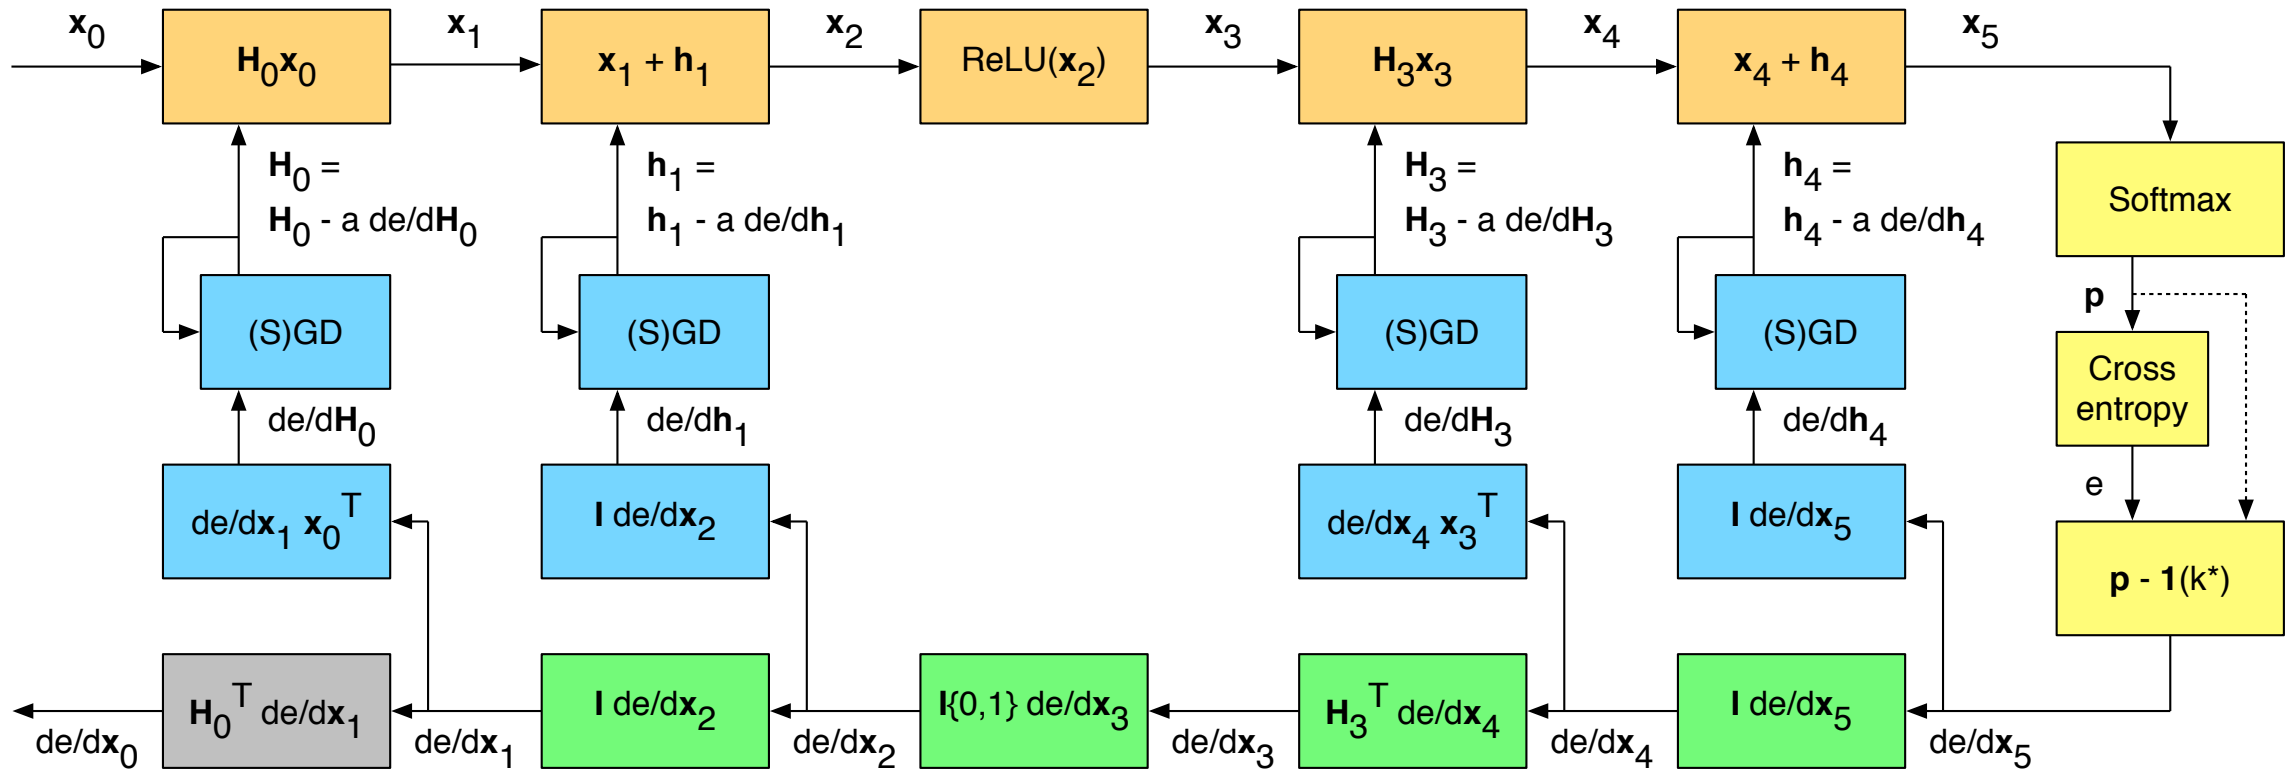 x0
H0x0
x1
x1 + h1
x2
ReLU(x2)
x3
H3x3
x4
x4 + h4
x5
H0 =
H0 - a de/dH0
h1 =
h1 - a de/dh1
H3 =
H3 - a de/dH3
h4 =
h4 - a de/dh4
Softmax
p
(S)GD
(S)GD
(S)GD
(S)GD
Cross
entropy
de/dH0
de/dh1
de/dH3
de/dh4
e
de/dx1 x0T
I de/dx2
de/dx4 x3T
I de/dx5
p - 1(k*)
H0T de/dx1
I de/dx2
I{0,1} de/dx3
H3T de/dx4
I de/dx5
de/dx0
de/dx1
de/dx2
de/dx3
de/dx4
de/dx5